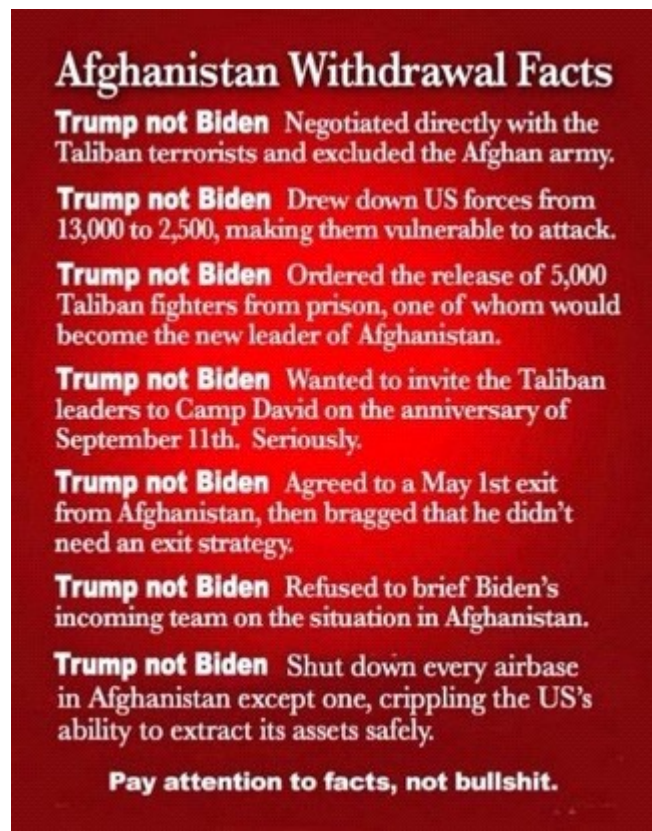 Afghanistan Withdrawal Facts
Trump not Biden Negotiated directly with the
Taliban terrorists and excluded the Afghan army.
Trump not Biden Drew down US forces from
13,000 to 2,500, making them vulnerable to attack.
Trump not Biden Ordered the release of 5,000
Taliban fighters from prison, one of whom would
become the new leader of Afghanistan.
Trump not Biden Wanted to invite the Taliban
leaders to Camp David on the anniversary of
September 11th. Seriously.
Trump not Biden Agreed to a May 1st exit
from Afghanistan, then bragged that he didn't
need an exit strategy.
Trump not Biden Refused to brief Biden's
incoming team on the situation in Afghanistan.
Trump not Biden Shut down every airbase
in Afghanistan except one, crippling the US's
ability to extract its assets safely.
Pay attention to facts, not bullshit.